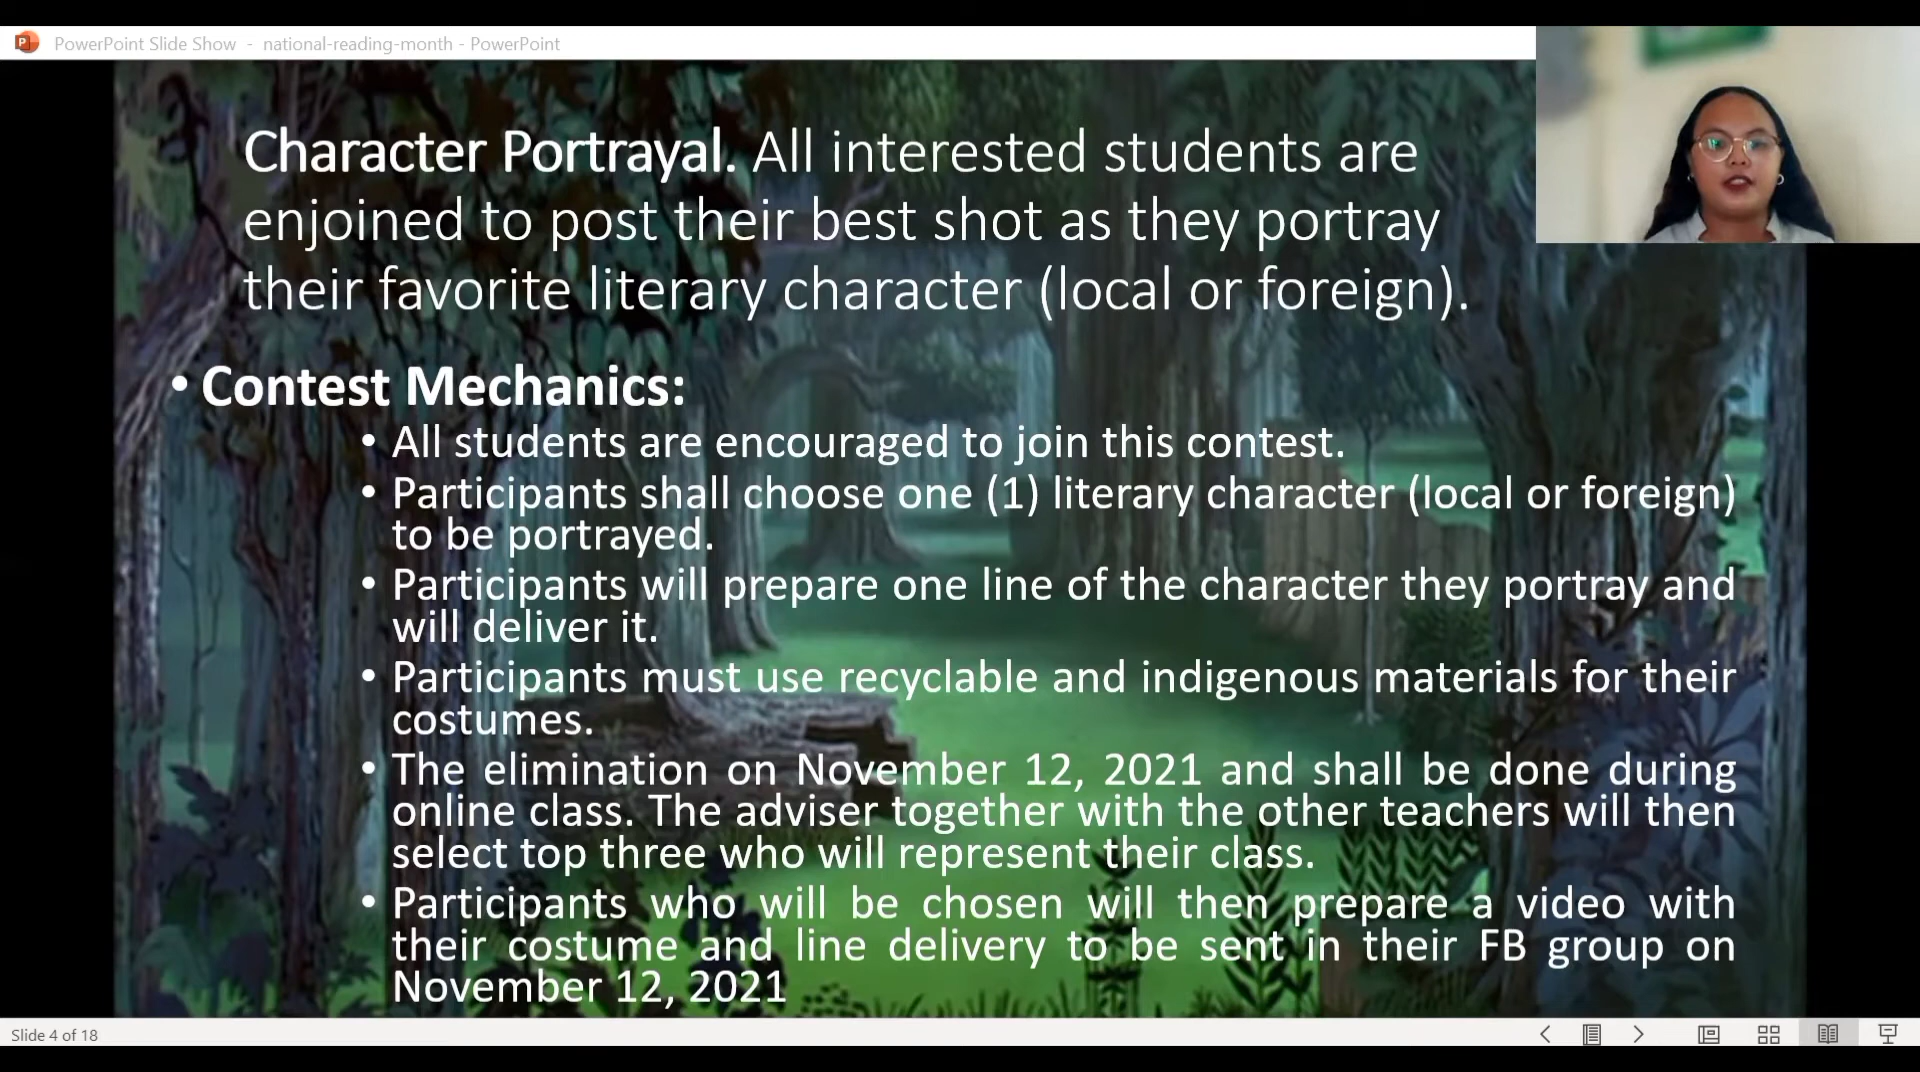 PowerPoint Slide Show - national-reading-month - PowerPoint
Character Portrayal. All interested students are
enjoined to post their best shot as they portray
their favorite literary character (local or foreign).
• Contest Mechanics:
• All students are encouraged to join this contest.
• Participants shall choose one (1) literary character (local or foreign)
to be portrayed.
• Participants will prepare one line of the character they portray and
will deliver it.
• Participants must use recyclable and indigenous materials for their
costumes.
• The elimination on November 12, 2021 and shall be done during
online class. The adviser together with the other teachers will then
select top three who will represent their class.
• Participants who will be chosen will then prepare a video with
their costume and line delivery to be sent in their FB group on
November 12, 2021
Slide 4 of 18